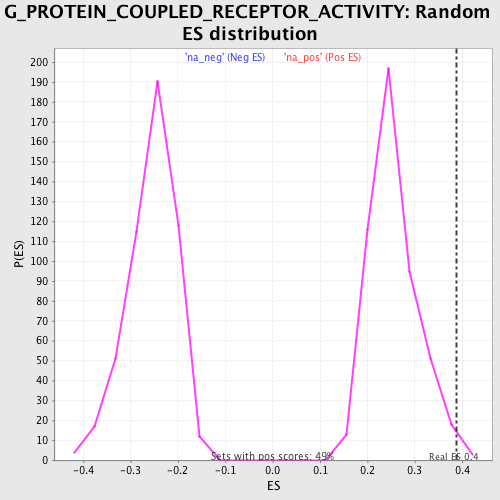 G_PROTEIN_COUPLED_RECEPTOR_ACTIVITY: Random
ES distribution
'na_neg' (Neg ES) 'na_pos' (Pos ES)
200
190
180
170
160
150
140
130
120
110
100
90
80
70
60
50
40
30
20
10
0
P(ES)
Sets with pos scores: 49%
Real ES 0.4
-0.4 -0.3 -0.2 -0.1 0.0 0.1 0.2 0.3 0.4
ES